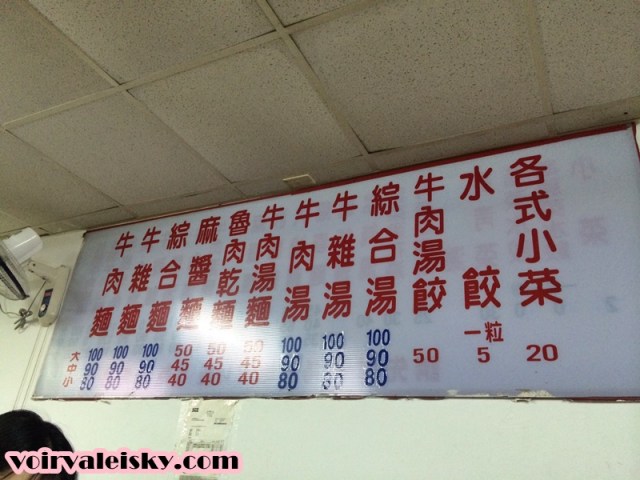 牛肉麵
牛雜麵
綜合麵
麻醬麵
魯肉乾麵
牛肉湯麵
牛肉湯
牛雜湯
綜合湯
牛肉湯餃
水餃
各式小菜
一粒
大 100 100 100 50 50 50 100 100 100
中 90 90 90 45 45 45 90 90 90 50 5 20
小 80 80 80 40 40 40 80 80 80
voirvaleisky.com